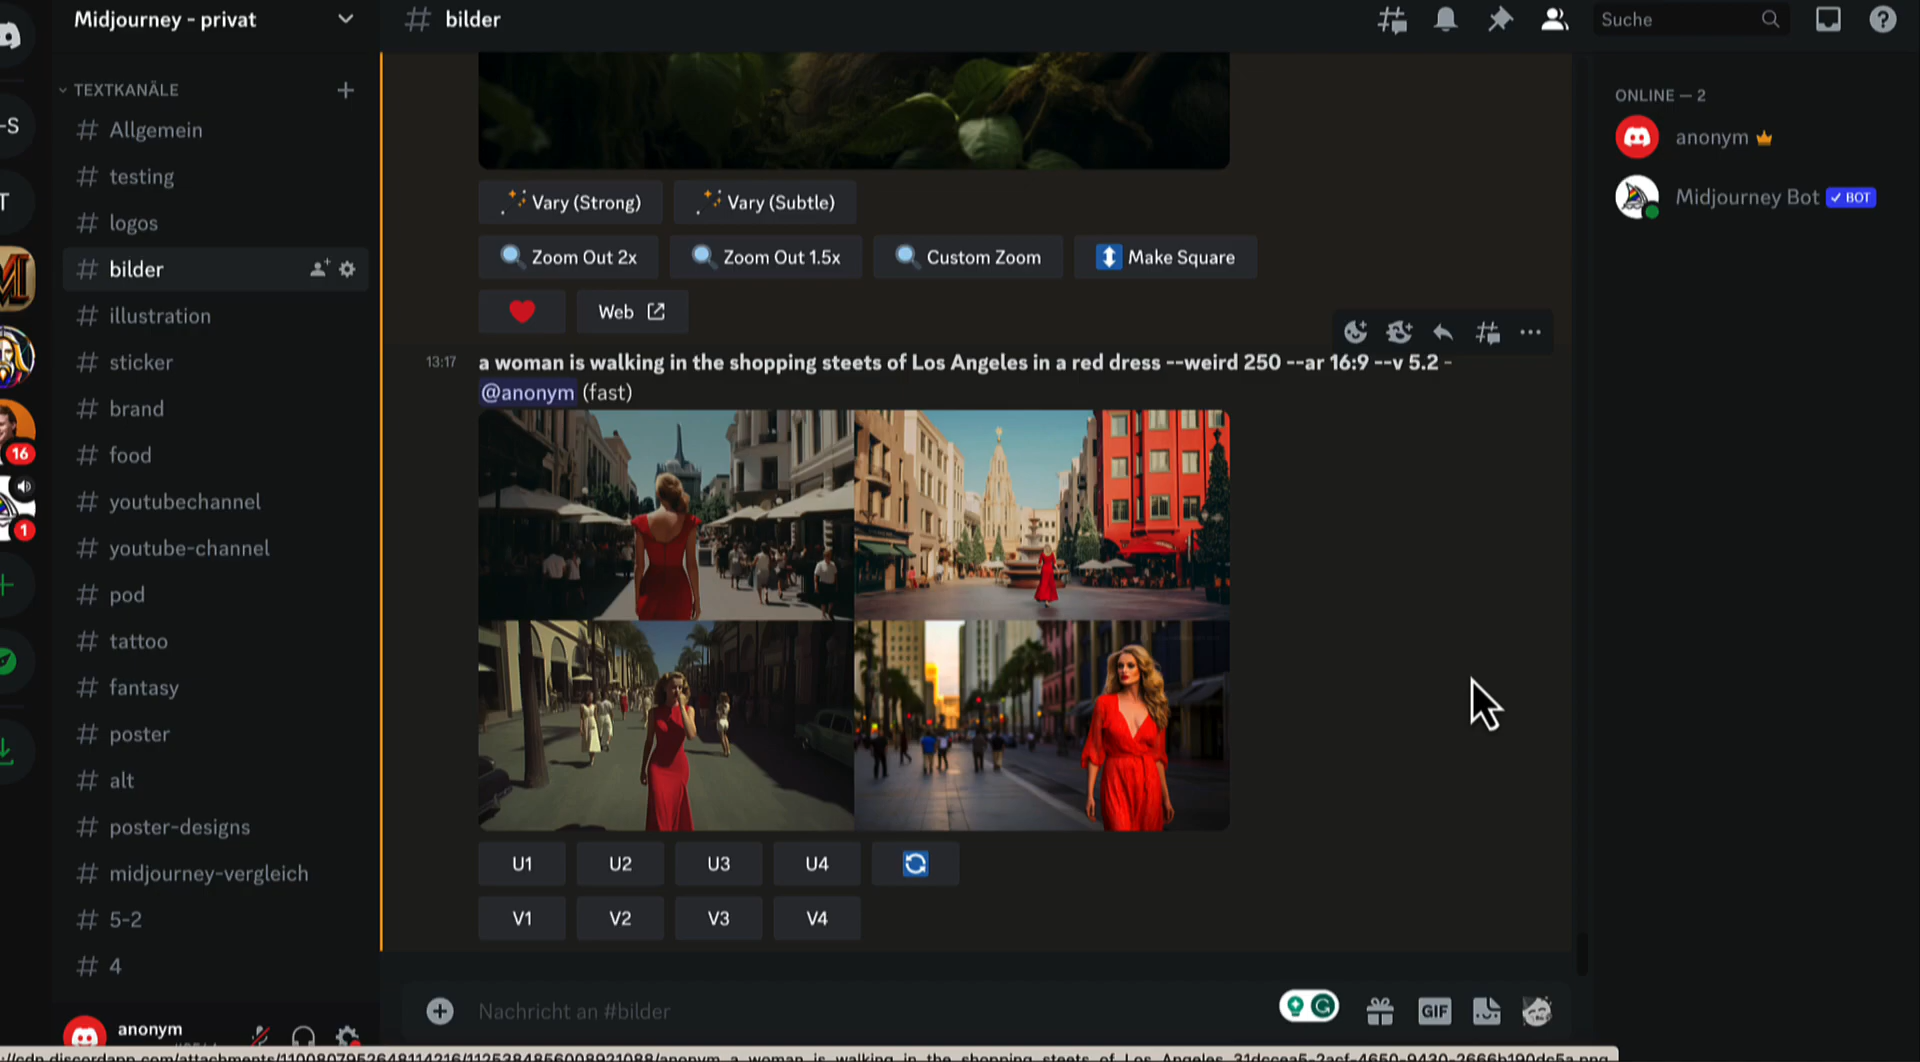 Midjourney - privat
# bilder
Suche
TEXTKANÄLE
# Allgemein
# testing
# logos
# bilder
# illustration
# sticker
# brand
# food
# youtubechannel
# youtube-channel
# pod
# tattoo
# fantasy
# poster
# alt
# poster-designs
# midjourney-vergleich
# 5-2
# 4
-S
T
16
1
anonym
Vary (Strong)
Vary (Subtle)
Zoom Out 2x
Zoom Out 1.5x
Custom Zoom
Make Square
Web
13:17
a woman is walking in the shopping steets of Los Angeles in a red dress --weird 250 --ar 16:9 --v 5.2 -
@anonym (fast)
U1
U2
U3
U4
V1
V2
V3
V4
Nachricht an #bilder
GIF
ONLINE — 2
anonym
Midjourney Bot
BOT